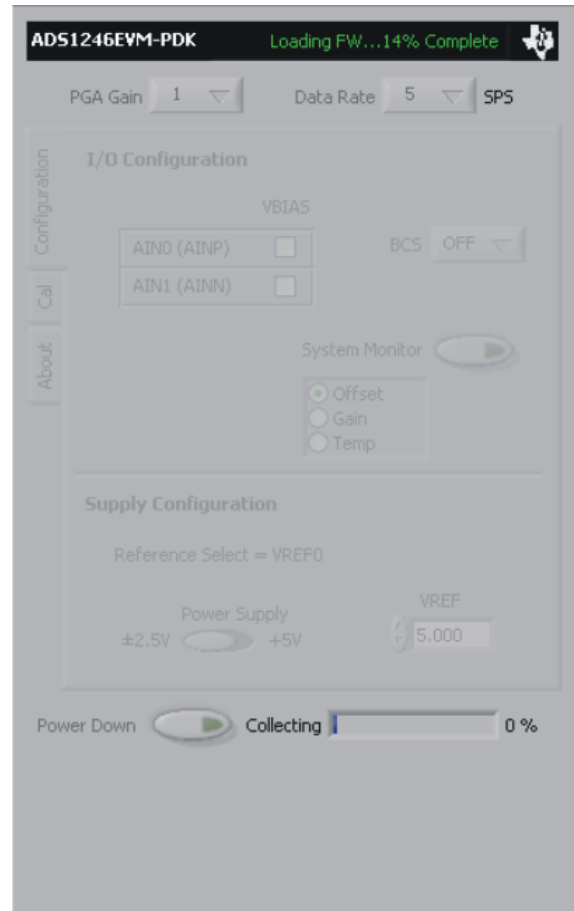 ADS1246EVM-PDK Loading FW...14% Complete
PGA Gain 1 Data Rate 5 SPS
Configuration
Cal
About
I/O Configuration
VBIAS
AIN0 (AINP) BCS OFF
AIN1 (AINN)
System Monitor
Offset
Gain
Temp
Supply Configuration
Reference Select = VREF0
Power Supply VREF
±2.5V +5V 5.000
Power Down Collecting 0 %